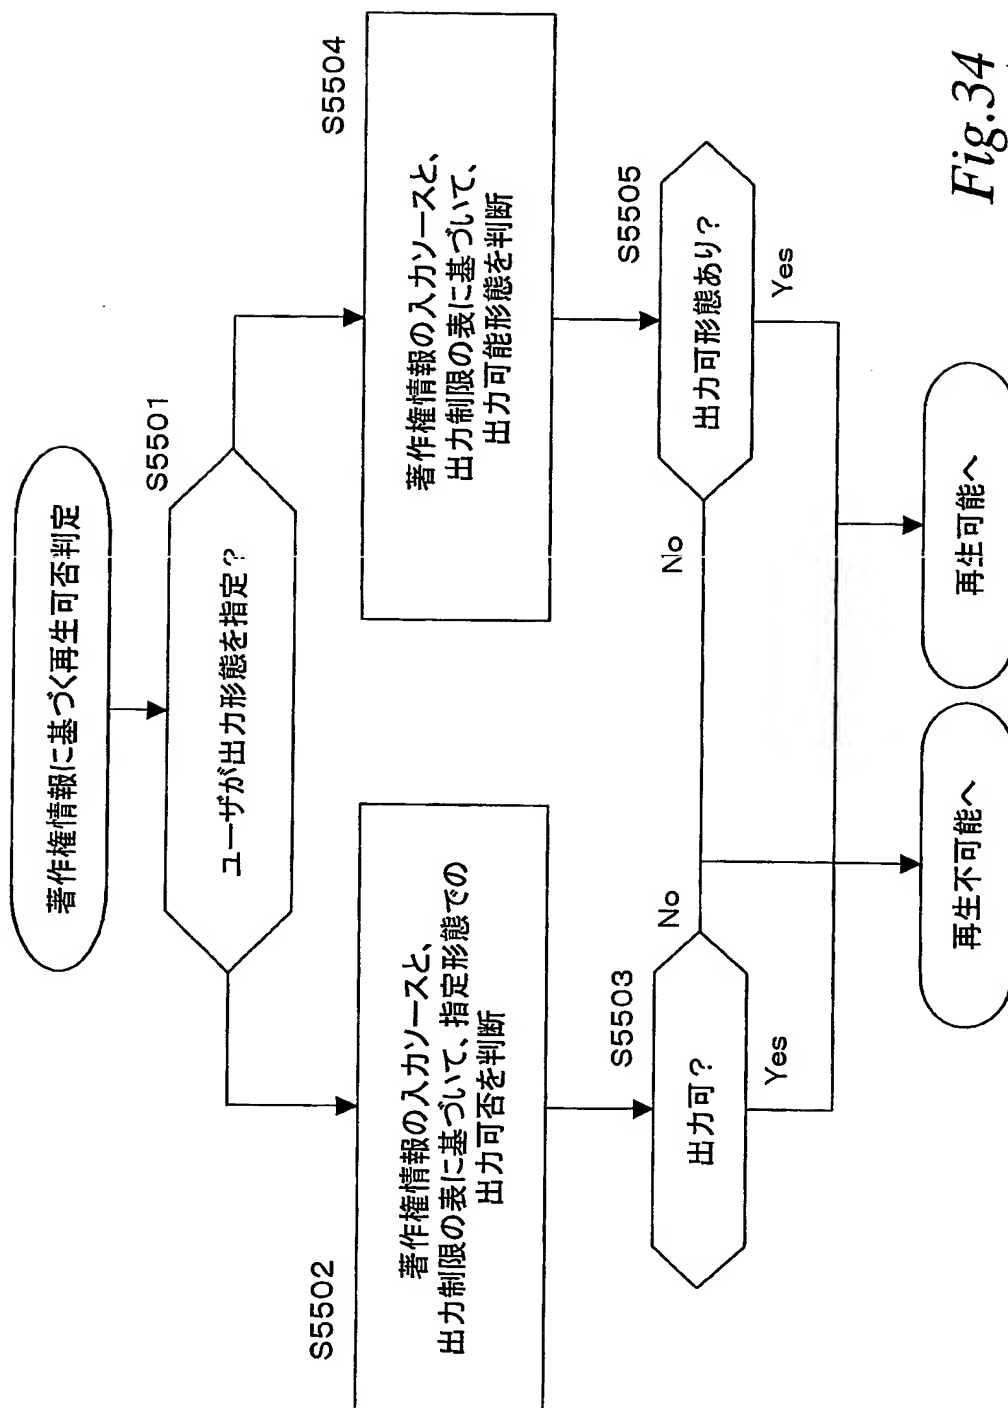 著作権情報に基づく再生可否判定
S5501
ユーザが出力形態を指定？
S5502
著作権情報の入力ソースと、
出力制限の表に基づいて、指定形態での
出力可否を判断
S5504
著作権情報の入力ソースと、
出力制限の表に基づいて、
出力可能形態を判断
S5503
出力可？
No
Yes
S5505
出力可形態あり？
No
Yes
再生不可能へ
再生可能へ
Fig.34